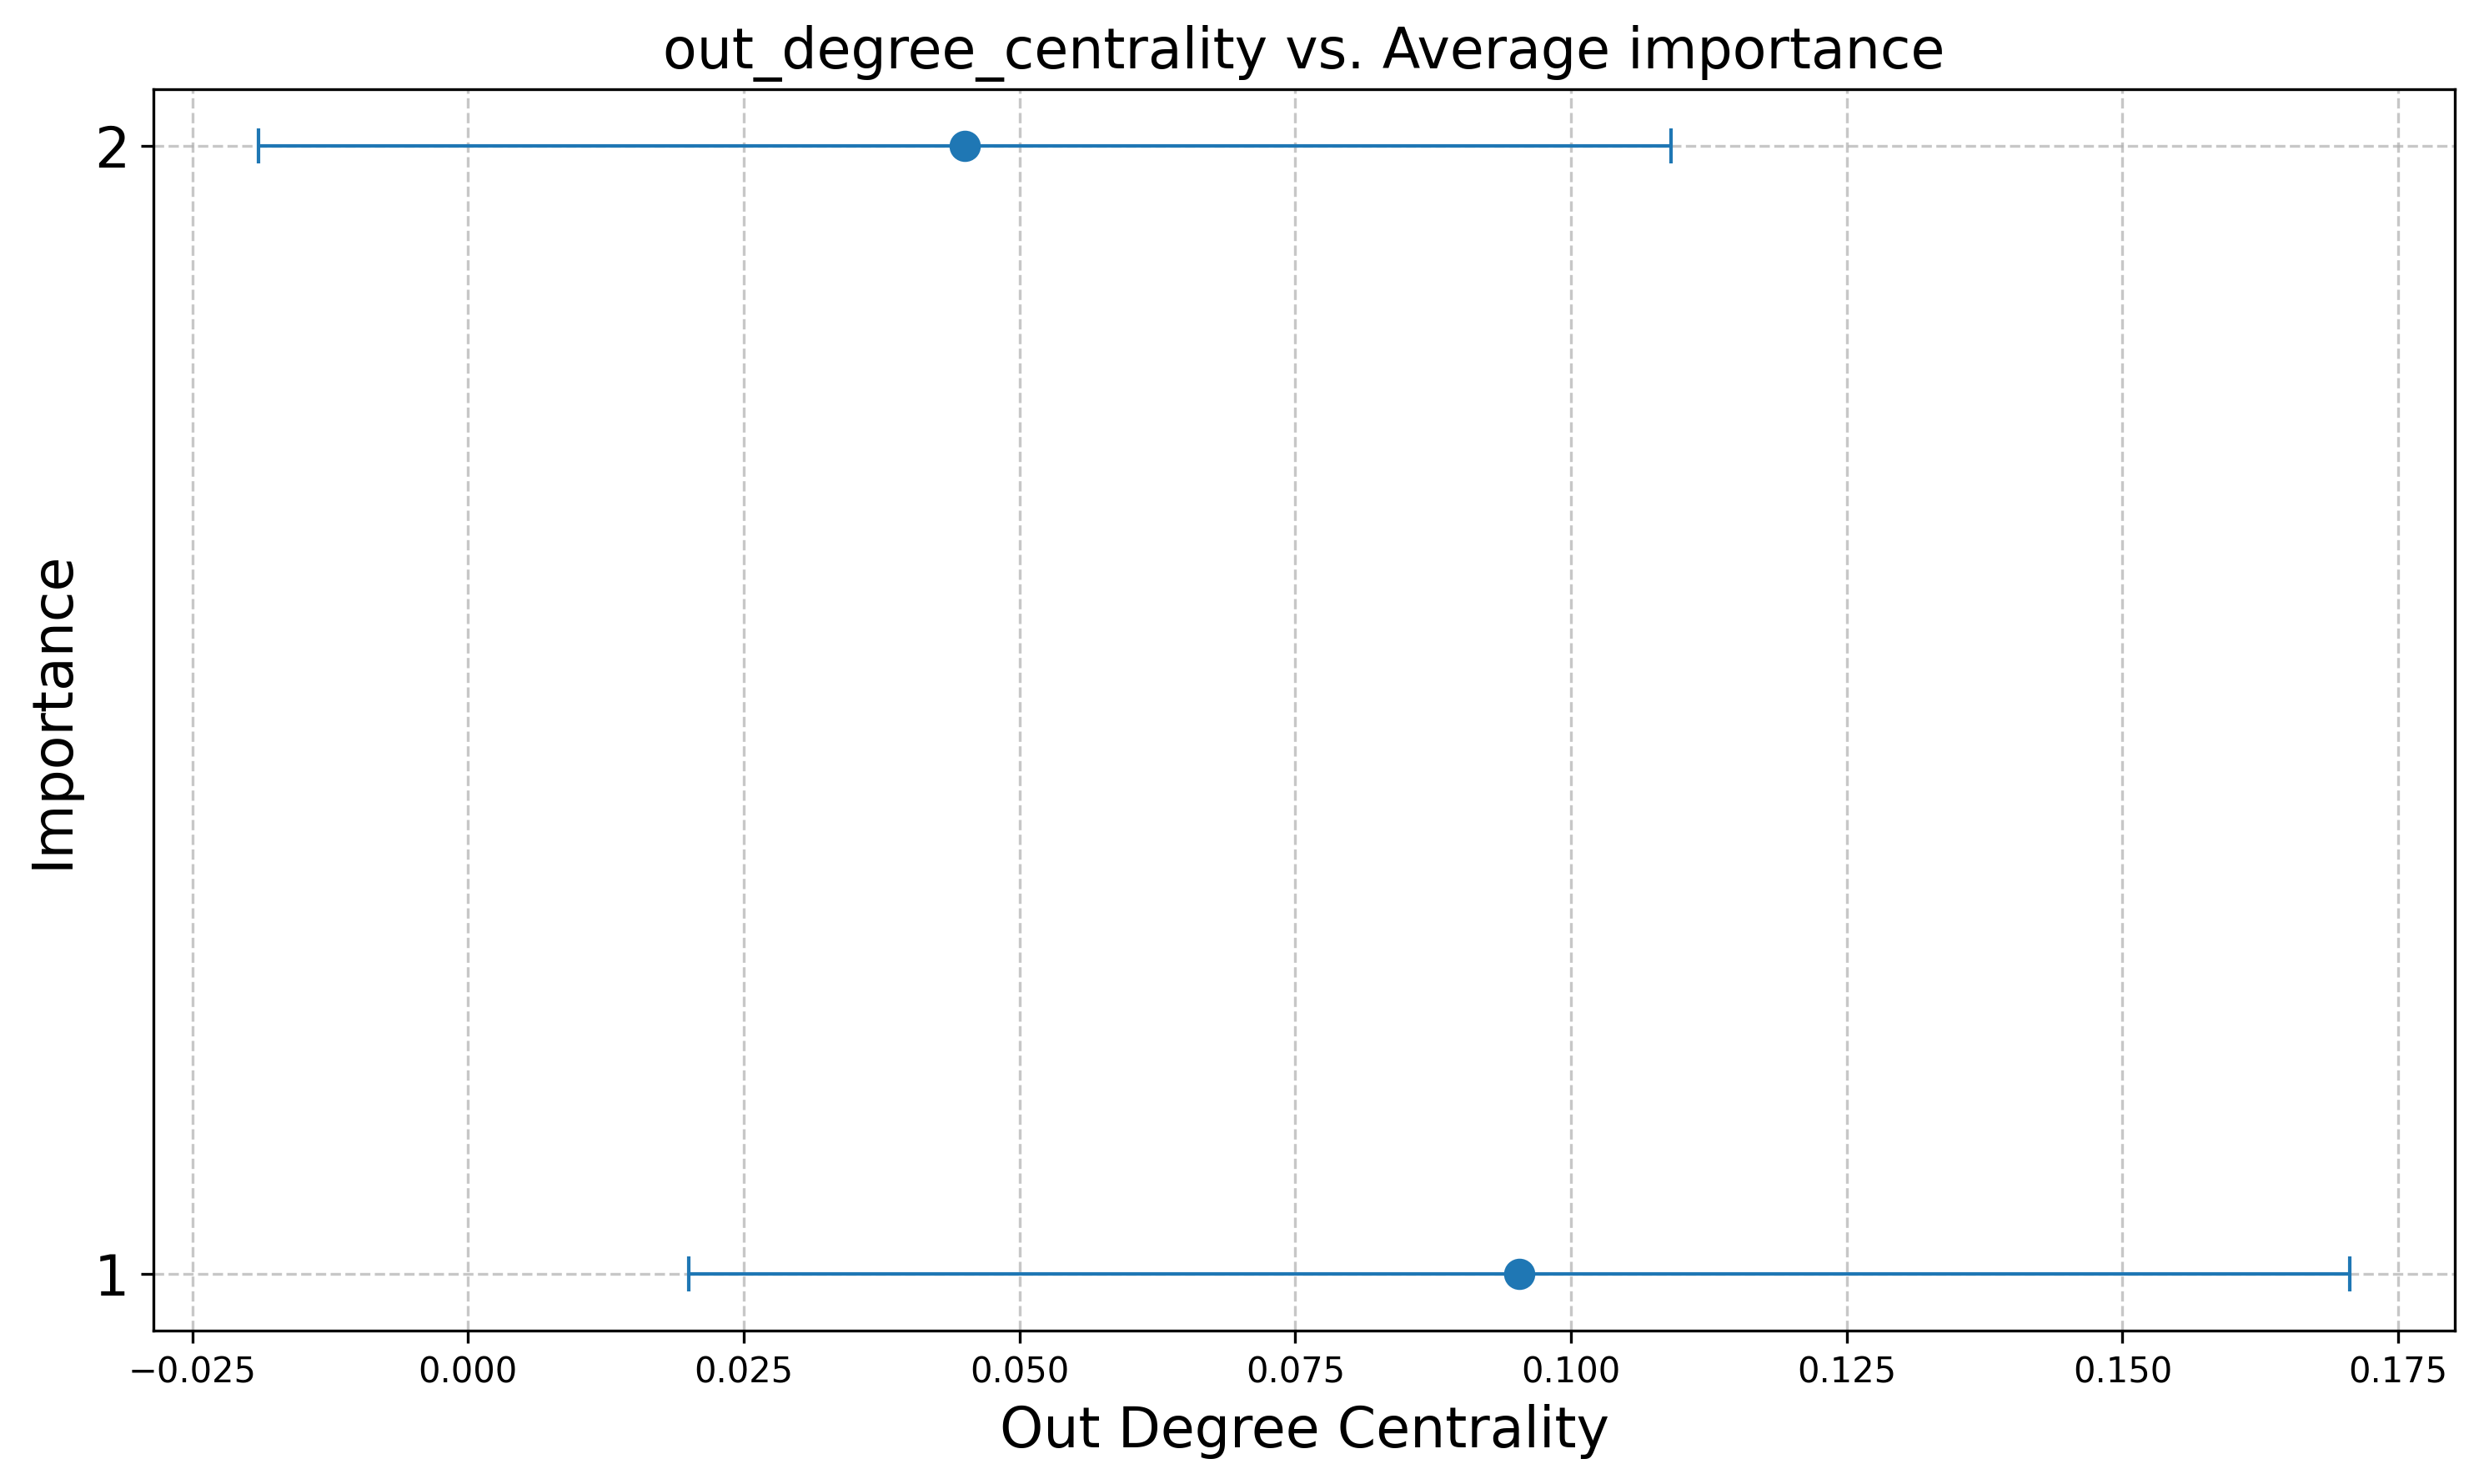 out_degree_centrality vs. Average importance
2
Importance
1
−0.025 0.000 0.025 0.050 0.075 0.100 0.125 0.150 0.175
Out Degree Centrality